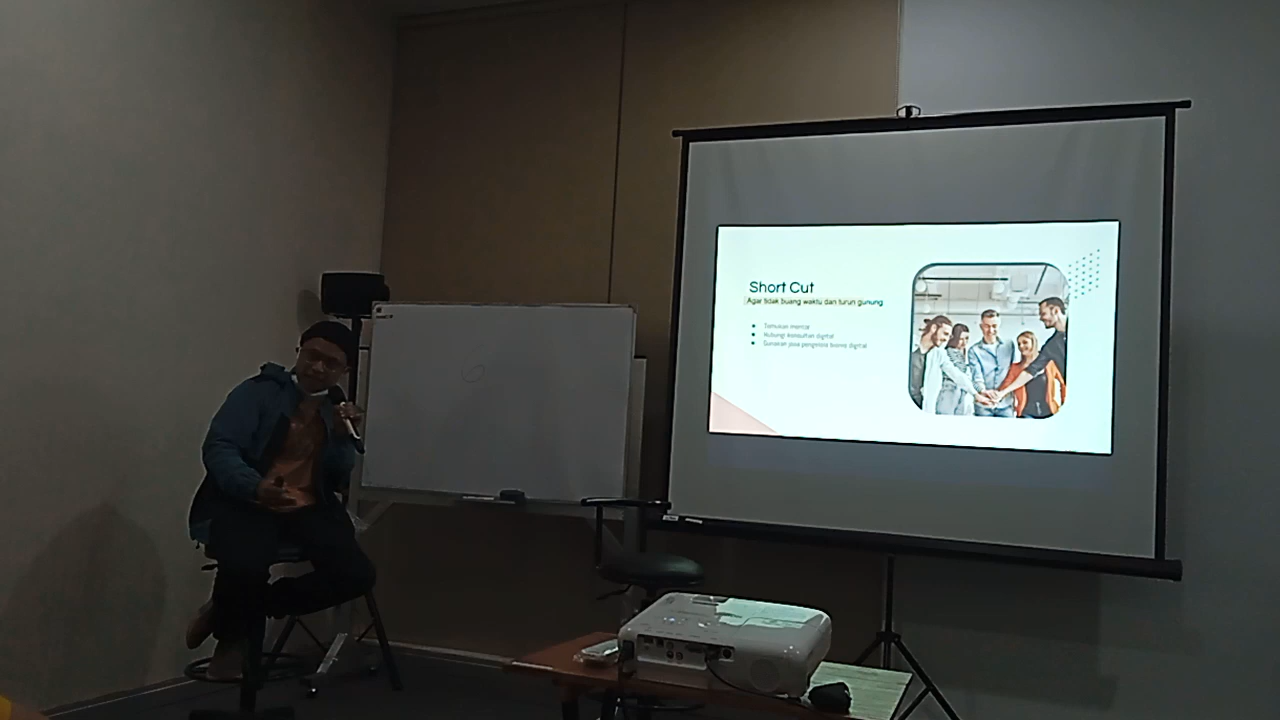 Short Cut
Agar tidak buang waktu dan turun gunung
Temukan mentor
Hubungi konsultan digital
Gunakan jasa pengelola bisnis digital